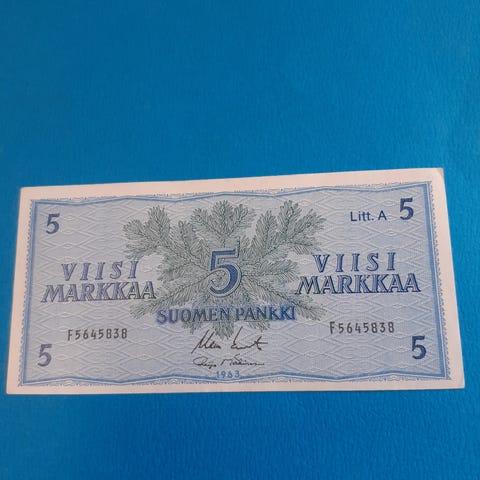 5 Litt. A 5
VIISI MARKKAA
5
VIISI MARKKAA
SUOMEN PANKKI
F5645838 F5645838
5 5
1963